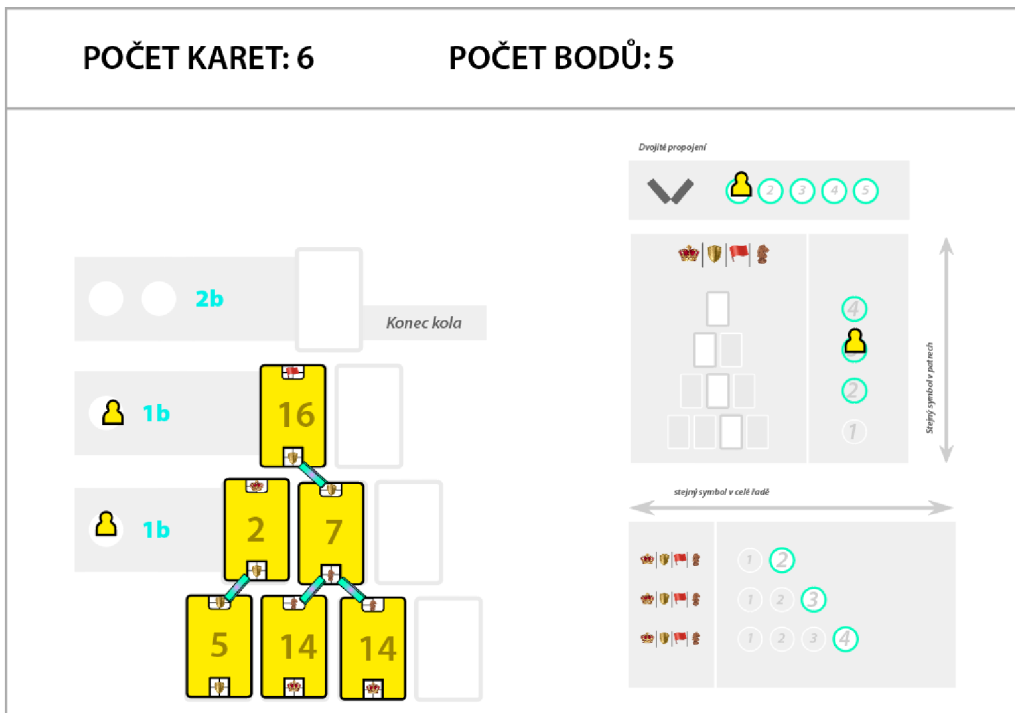 POČET KARET: 6 POČET BODŮ: 5
Dvojité propojení
2 3 4 5
2b
Konec kola
4
1b
16
2
Stejný symbol v patrech
1
stejný symbol v celé řadě
1b
2
7
1 2
1 2 3
1 2 3 4
5
14
14